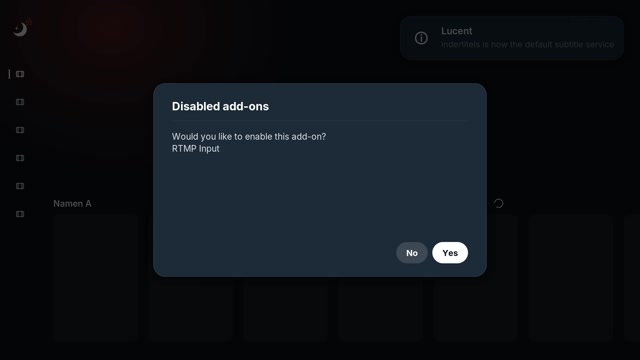 Lucent
Indertitels is now the default subtitle service
Disabled add-ons
Would you like to enable this add-on?
RTMP Input
Namen A
No
Yes